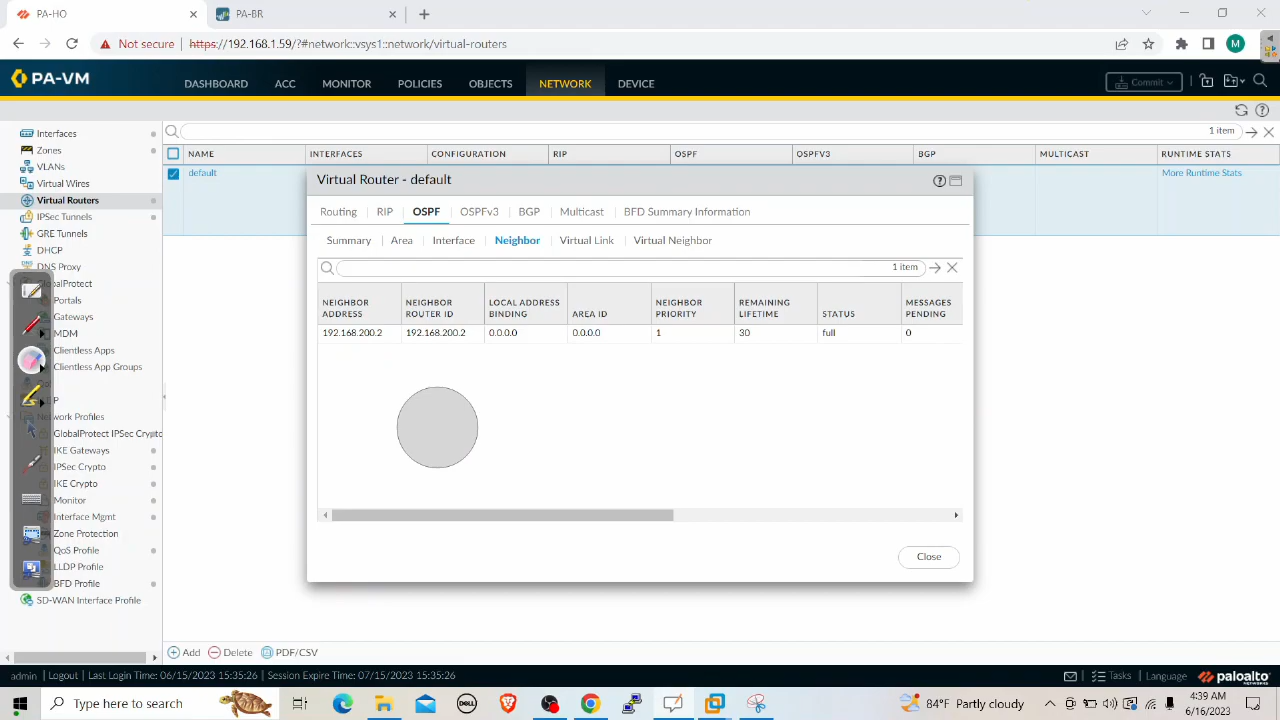 PA-HO
PA-BR
Not secure
https://192.168.1.59/?#network::vsys1::network/virtual-routers
M
PA-VM
DASHBOARD
ACC
MONITOR
POLICIES
OBJECTS
NETWORK
DEVICE
Commit
Interfaces
Zones
VLANs
Virtual Wires
Virtual Routers
IPSec Tunnels
GRE Tunnels
DHCP
DNS Proxy
GlobalProtect
Portals
Gateways
MDM
Clientless Apps
Clientless App Groups
Network Profiles
GlobalProtect IPSec Crypto
IKE Gateways
IPSec Crypto
IKE Crypto
Monitor
Interface Mgmt
Zone Protection
QoS Profile
LLDP Profile
BFD Profile
SD-WAN Interface Profile
1 item
NAME
INTERFACES
CONFIGURATION
RIP
OSPF
OSPFV3
BGP
MULTICAST
RUNTIME STATS
default
More Runtime Stats
Virtual Router - default
Routing
RIP
OSPF
OSPFv3
BGP
Multicast
BFD Summary Information
Summary
Area
Interface
Neighbor
Virtual Link
Virtual Neighbor
1 item
NEIGHBOR ADDRESS
NEIGHBOR ROUTER ID
LOCAL ADDRESS BINDING
AREA ID
NEIGHBOR PRIORITY
REMAINING LIFETIME
STATUS
MESSAGES PENDING
192.168.200.2
192.168.200.2
0.0.0.0
0.0.0.0
1
30
full
0
Close
Add
Delete
PDF/CSV
admin
Logout
Last Login Time: 06/15/2023 15:35:26
Session Expire Time: 07/15/2023 15:35:26
Tasks
Language
paloalto
NETWORKS
Type here to search
DELL
84°F Partly cloudy
4:39 AM
6/16/2023